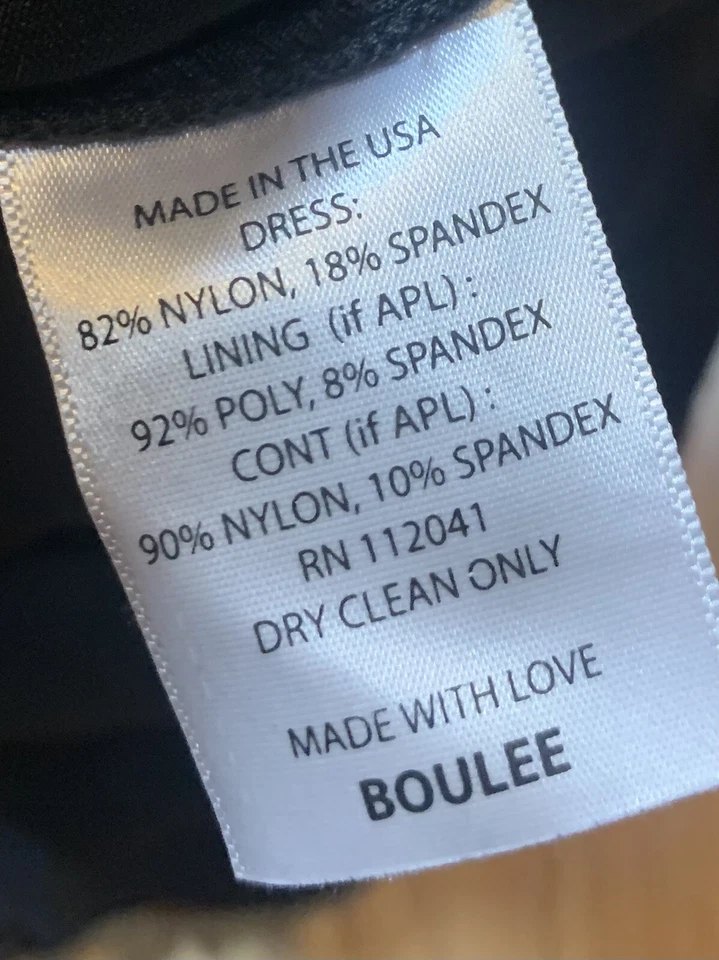 MADE IN THE USA
DRESS:
82% NYLON, 18% SPANDEX
LINING (if APL) :
92% POLY, 8% SPANDEX
CONT (if APL) :
90% NYLON, 10% SPANDEX
RN 112041
DRY CLEAN ONLY
MADE WITH LOVE
BOULEE